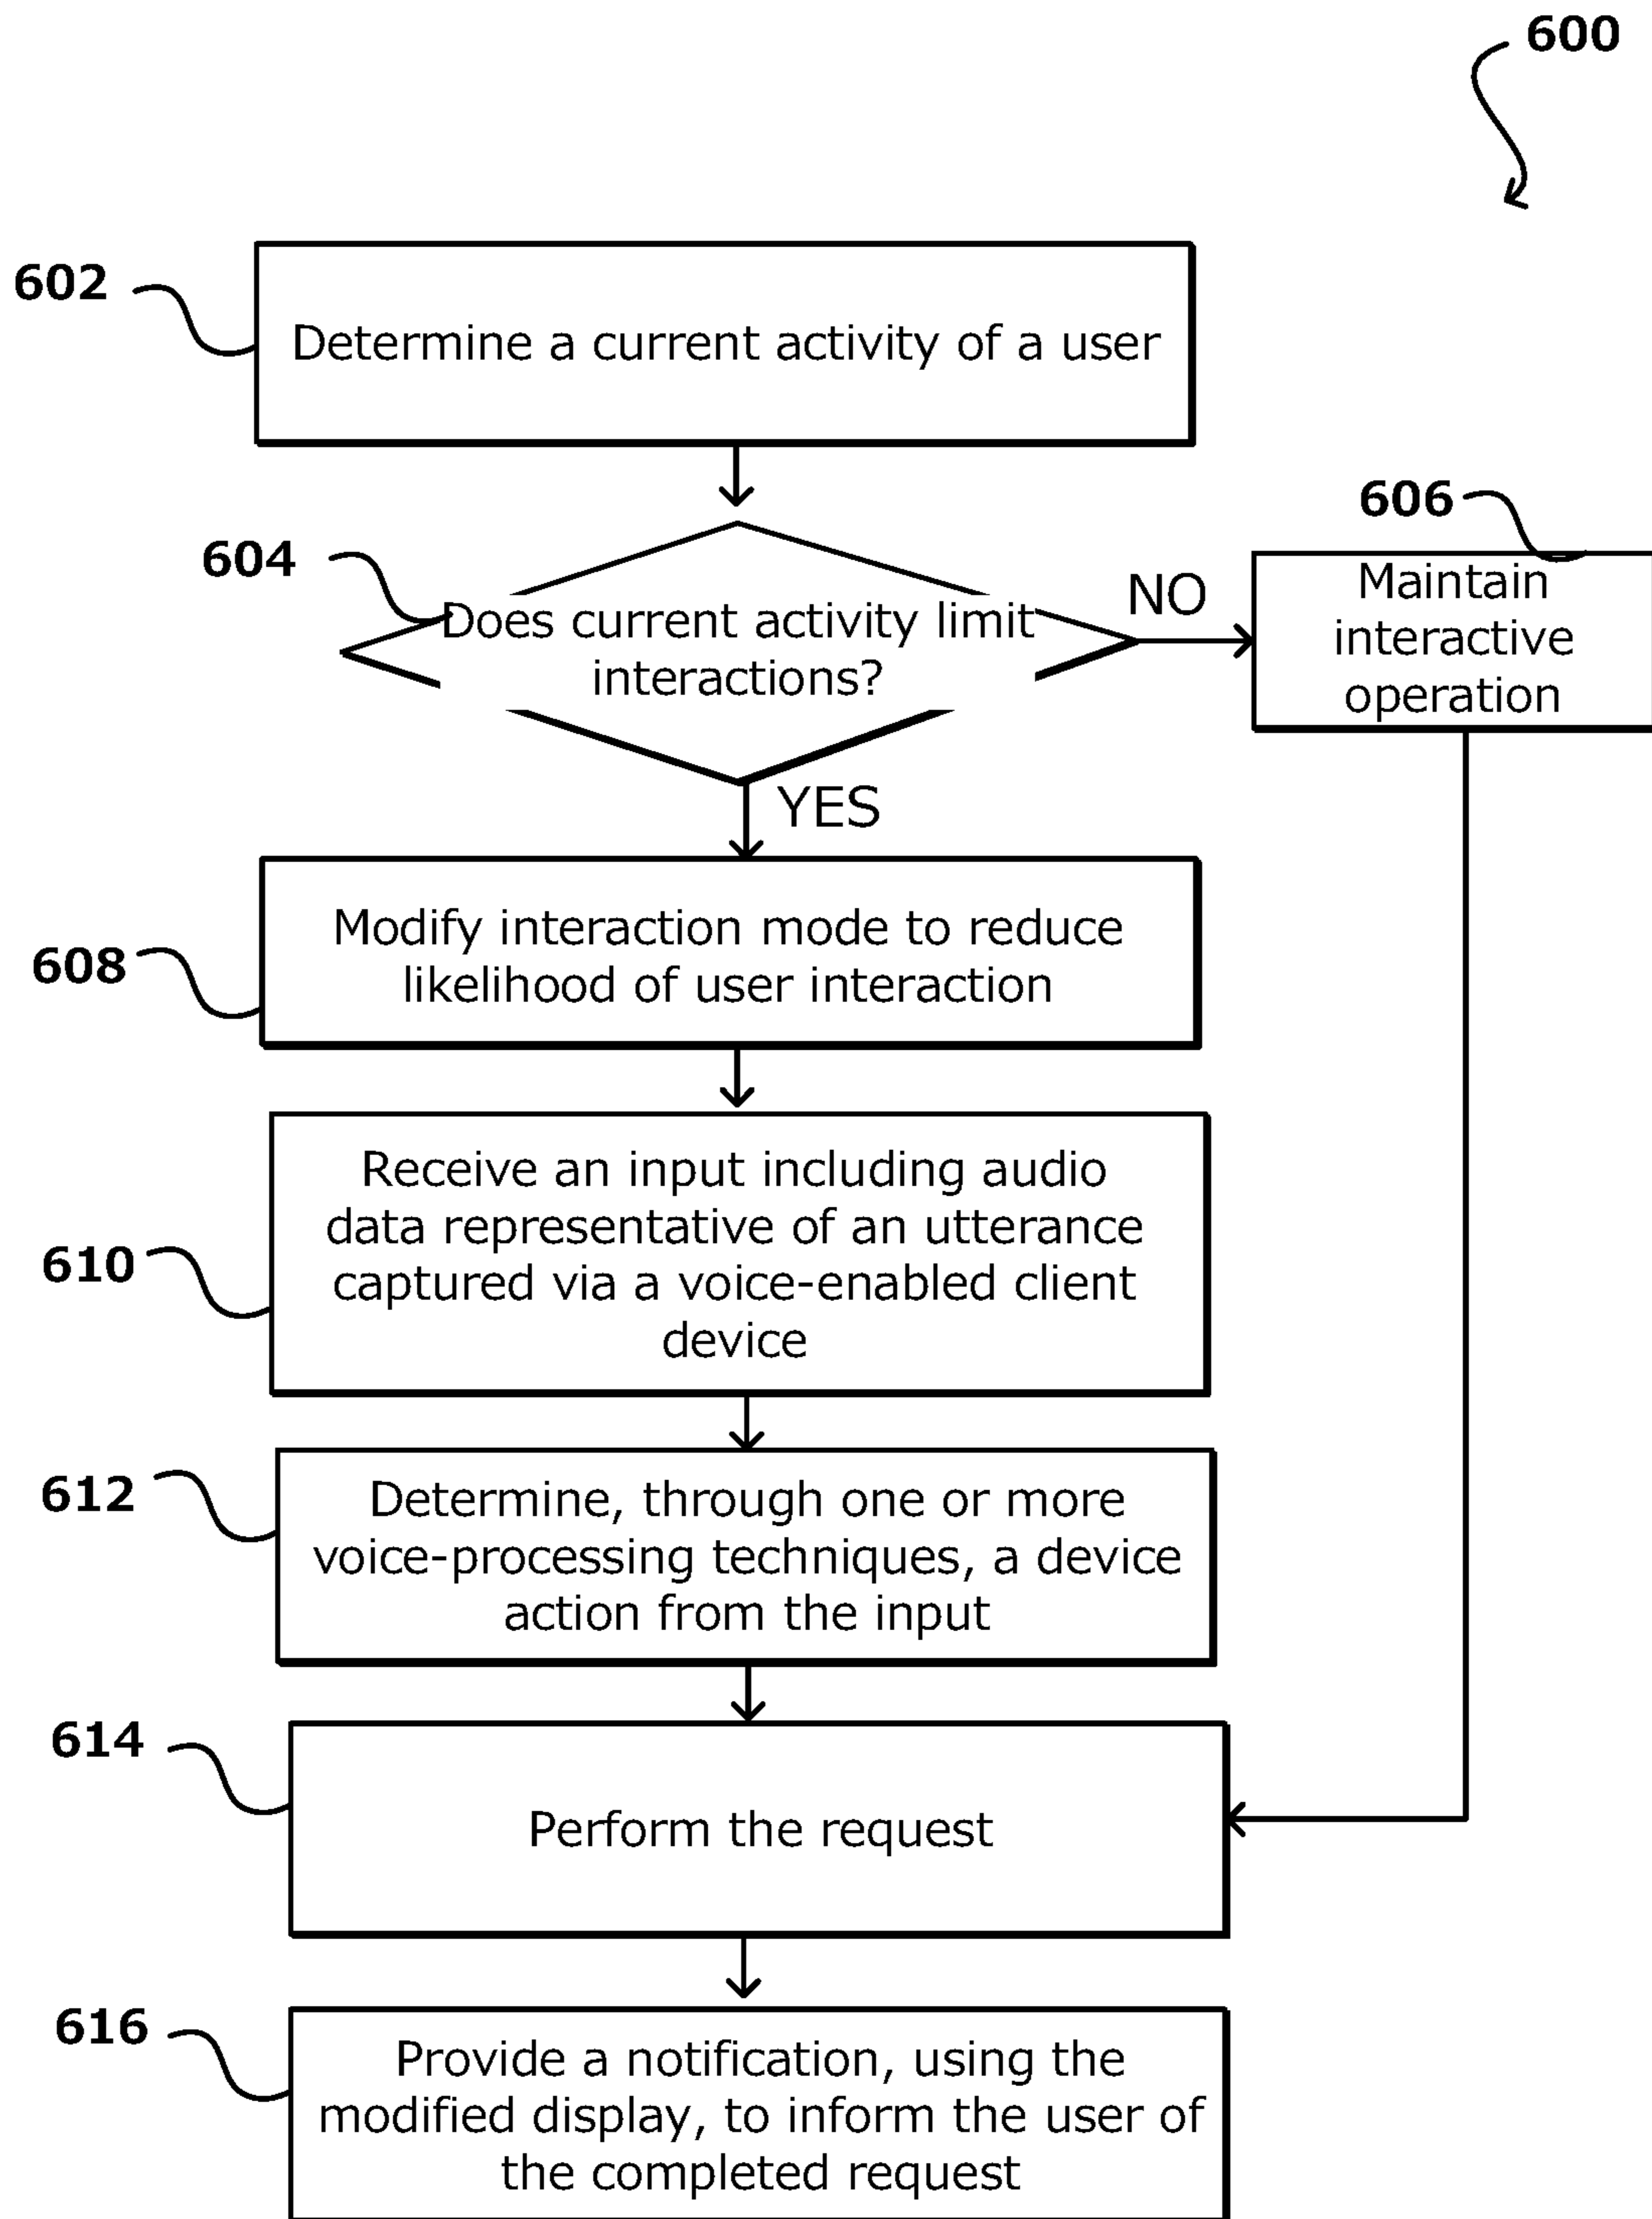 600
602
Determine a current activity of a user
604
Does current activity limit
interactions?
NO
606
Maintain
interactive
operation
YES
608
Modify interaction mode to reduce
likelihood of user interaction
610
Receive an input including audio
data representative of an utterance
captured via a voice-enabled client
device
612
Determine, through one or more
voice-processing techniques, a device
action from the input
614
Perform the request
616
Provide a notification, using the
modified display, to inform the user of
the completed request